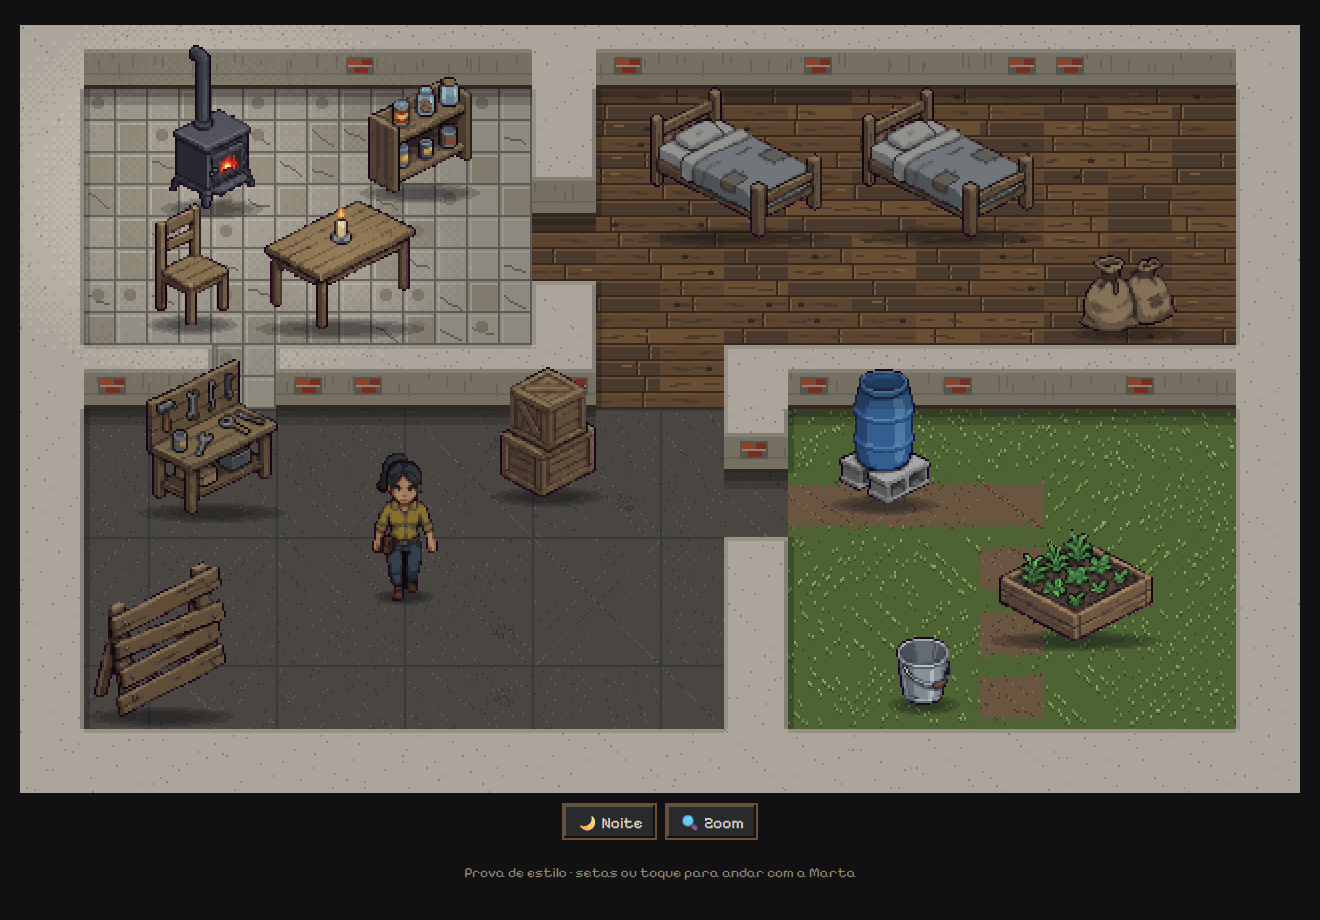 🌙 Noite
🔍 Zoom
Prova de estilo · setas ou toque para andar com a Marta